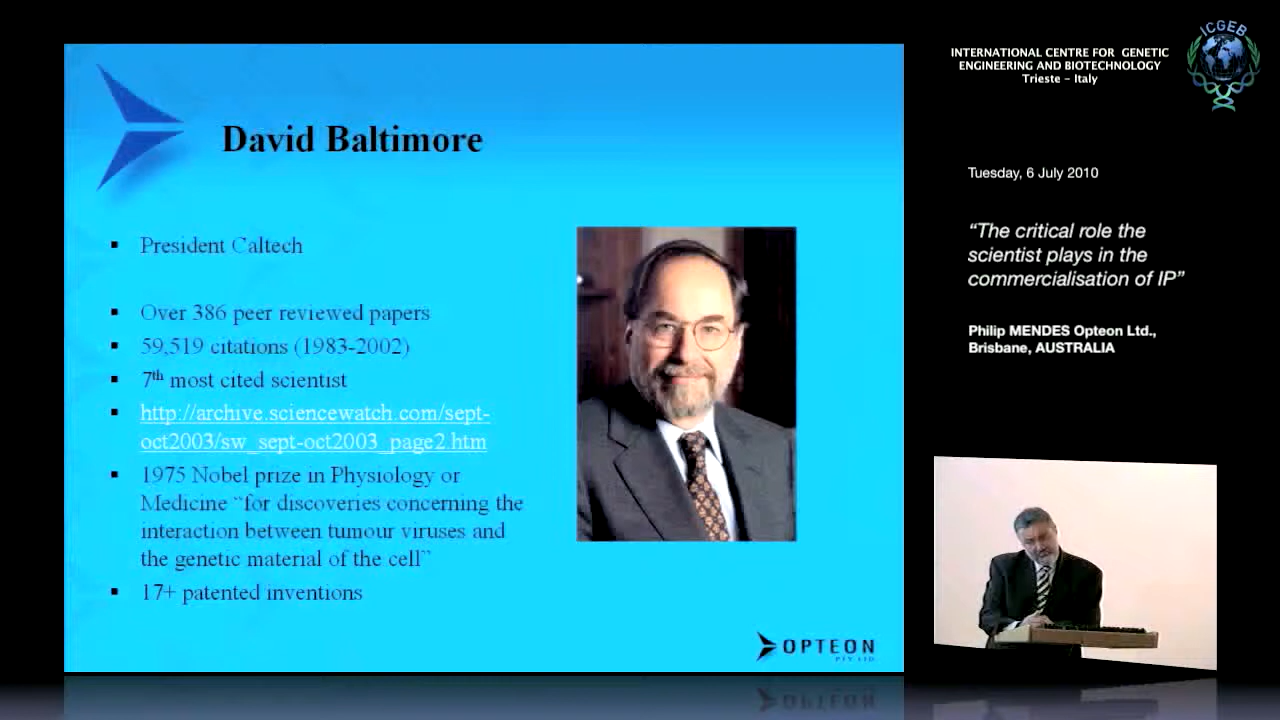 David Baltimore
President Caltech
Over 386 peer reviewed papers
59,519 citations (1983-2002)
7th most cited scientist
http://archive.sciencewatch.com/sept-
oct2003/sw_sept-oct2003_page2.htm
1975 Nobel prize in Physiology or
Medicine “for discoveries concerning the
interaction between tumour viruses and
the genetic material of the cell”
17+ patented inventions
OPTEON
PTY LTD
INTERNATIONAL CENTRE FOR GENETIC
ENGINEERING AND BIOTECHNOLOGY
Trieste - Italy
ICGEB
Tuesday, 6 July 2010
“The critical role the
scientist plays in the
commercialisation of IP”
Philip MENDES Opteon Ltd.,
Brisbane, AUSTRALIA